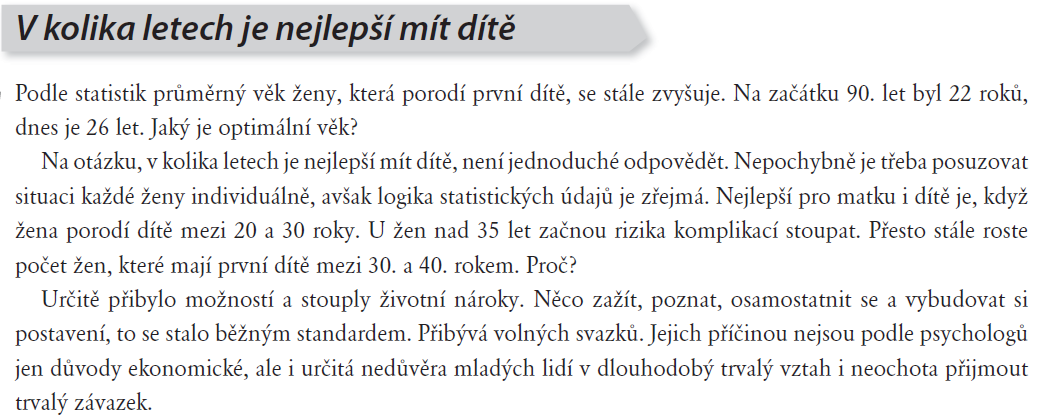 V kolika letech je nejlepší mít dítě
Podle statistik průměrný věk ženy, která porodí první dítě, se stále zvyšuje. Na začátku 90. let byl 22 roků,
dnes je 26 let. Jaký je optimální věk?
Na otázku, v kolika letech je nejlepší mít dítě, není jednoduché odpovědět. Nepochybně je třeba posuzovat
situaci každé ženy individuálně, avšak logika statistických údajů je zřejmá. Nejlepší pro matku i dítě je, když
žena porodí dítě mezi 20 a 30 roky. U žen nad 35 let začnou rizika komplikací stoupat. Přesto stále roste
počet žen, které mají první dítě mezi 30. a 40. rokem. Proč?
Určitě přibylo možností a stouply životní nároky. Něco zažít, poznat, osamostatnit se a vybudovat si
postavení, to se stalo běžným standardem. Přibývá volných svazků. Jejich příčinou nejsou podle psychologů
jen důvody ekonomické, ale i určitá nedůvěra mladých lidí v dlouhodobý trvalý vztah i neochota přijmout
trvalý závazek.